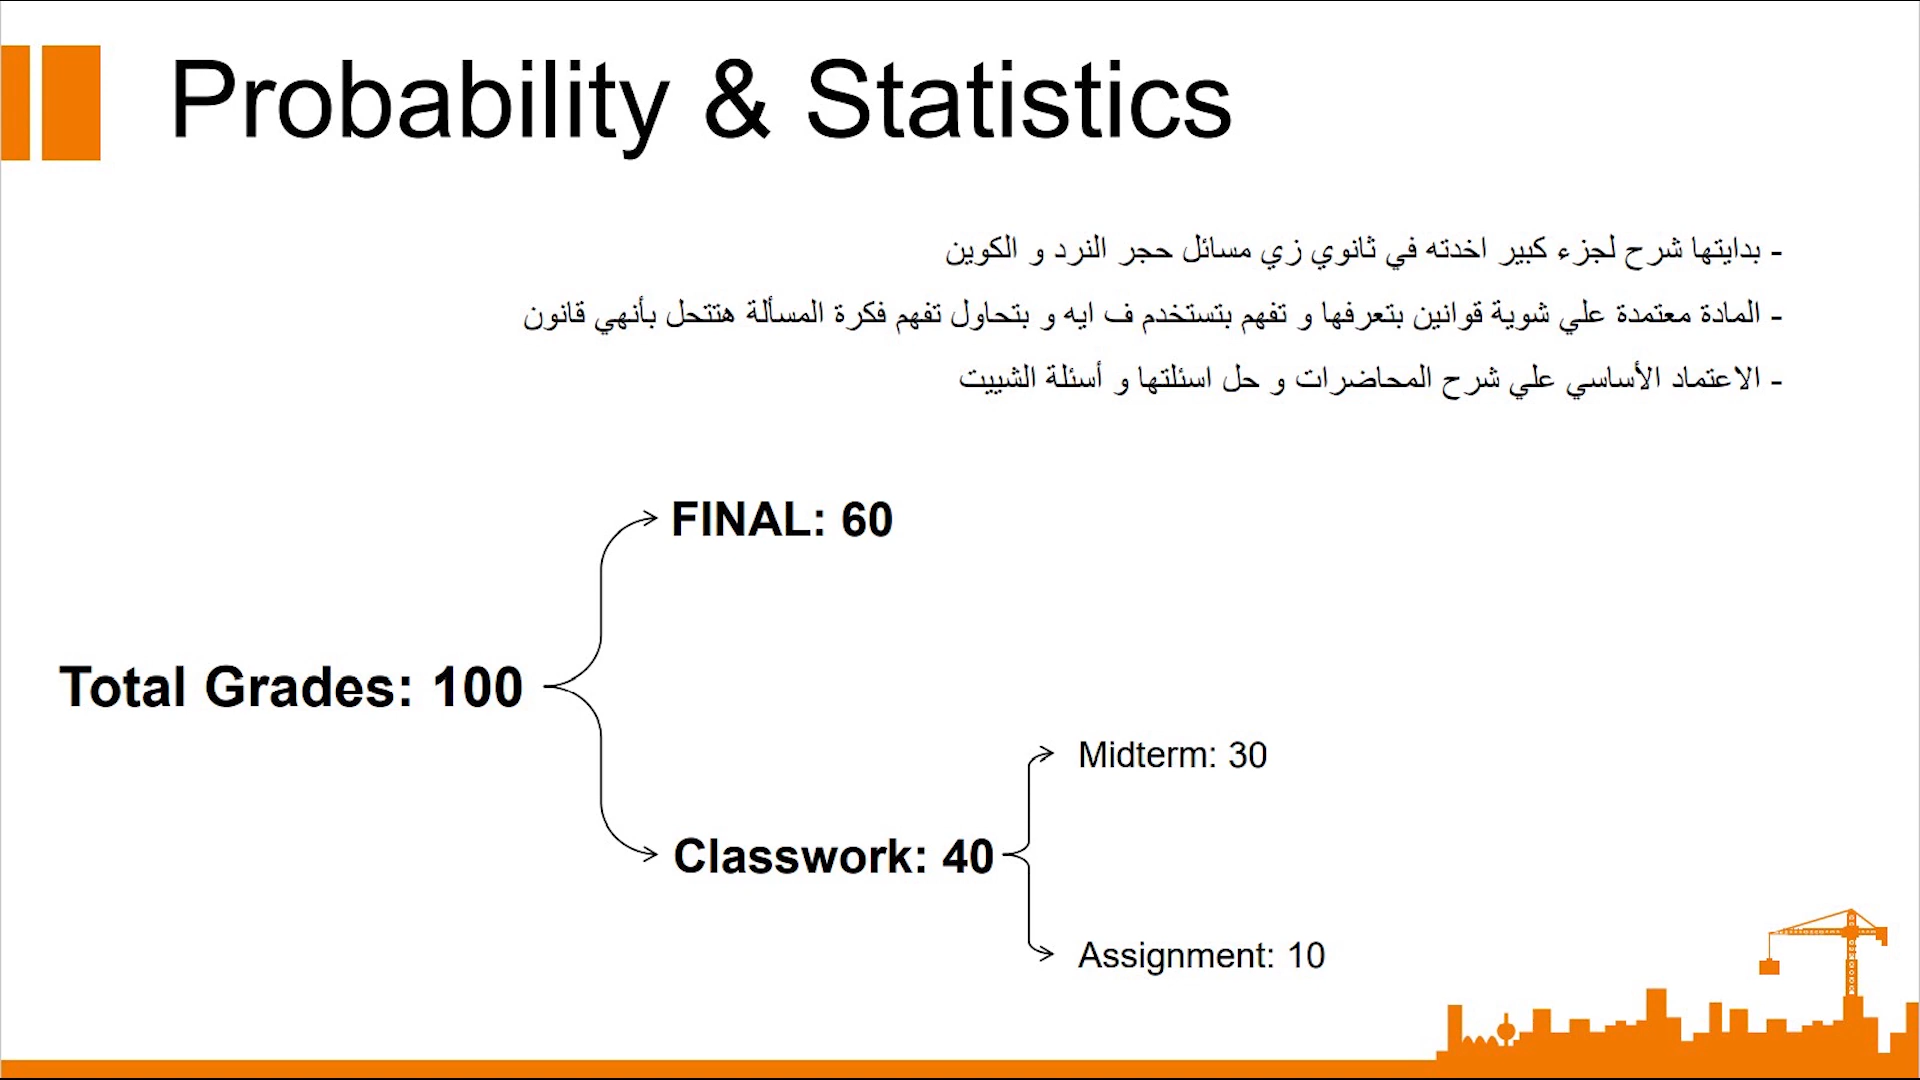 Probability & Statistics
- بدايتها شرح لجزء كبير اخدته في ثانوي زي مسائل حجر النرد و الكوين
- المادة معتمدة علي شوية قوانين بتعرفها و تفهم بتستخدم ف ايه و بتحاول تفهم فكرة المسألة هتتحل بأنهي قانون
- الاعتماد الأساسي علي شرح المحاضرات و حل اسئلتها و أسئلة الشييت
FINAL: 60
Total Grades: 100
Midterm: 30
Classwork: 40
Assignment: 10